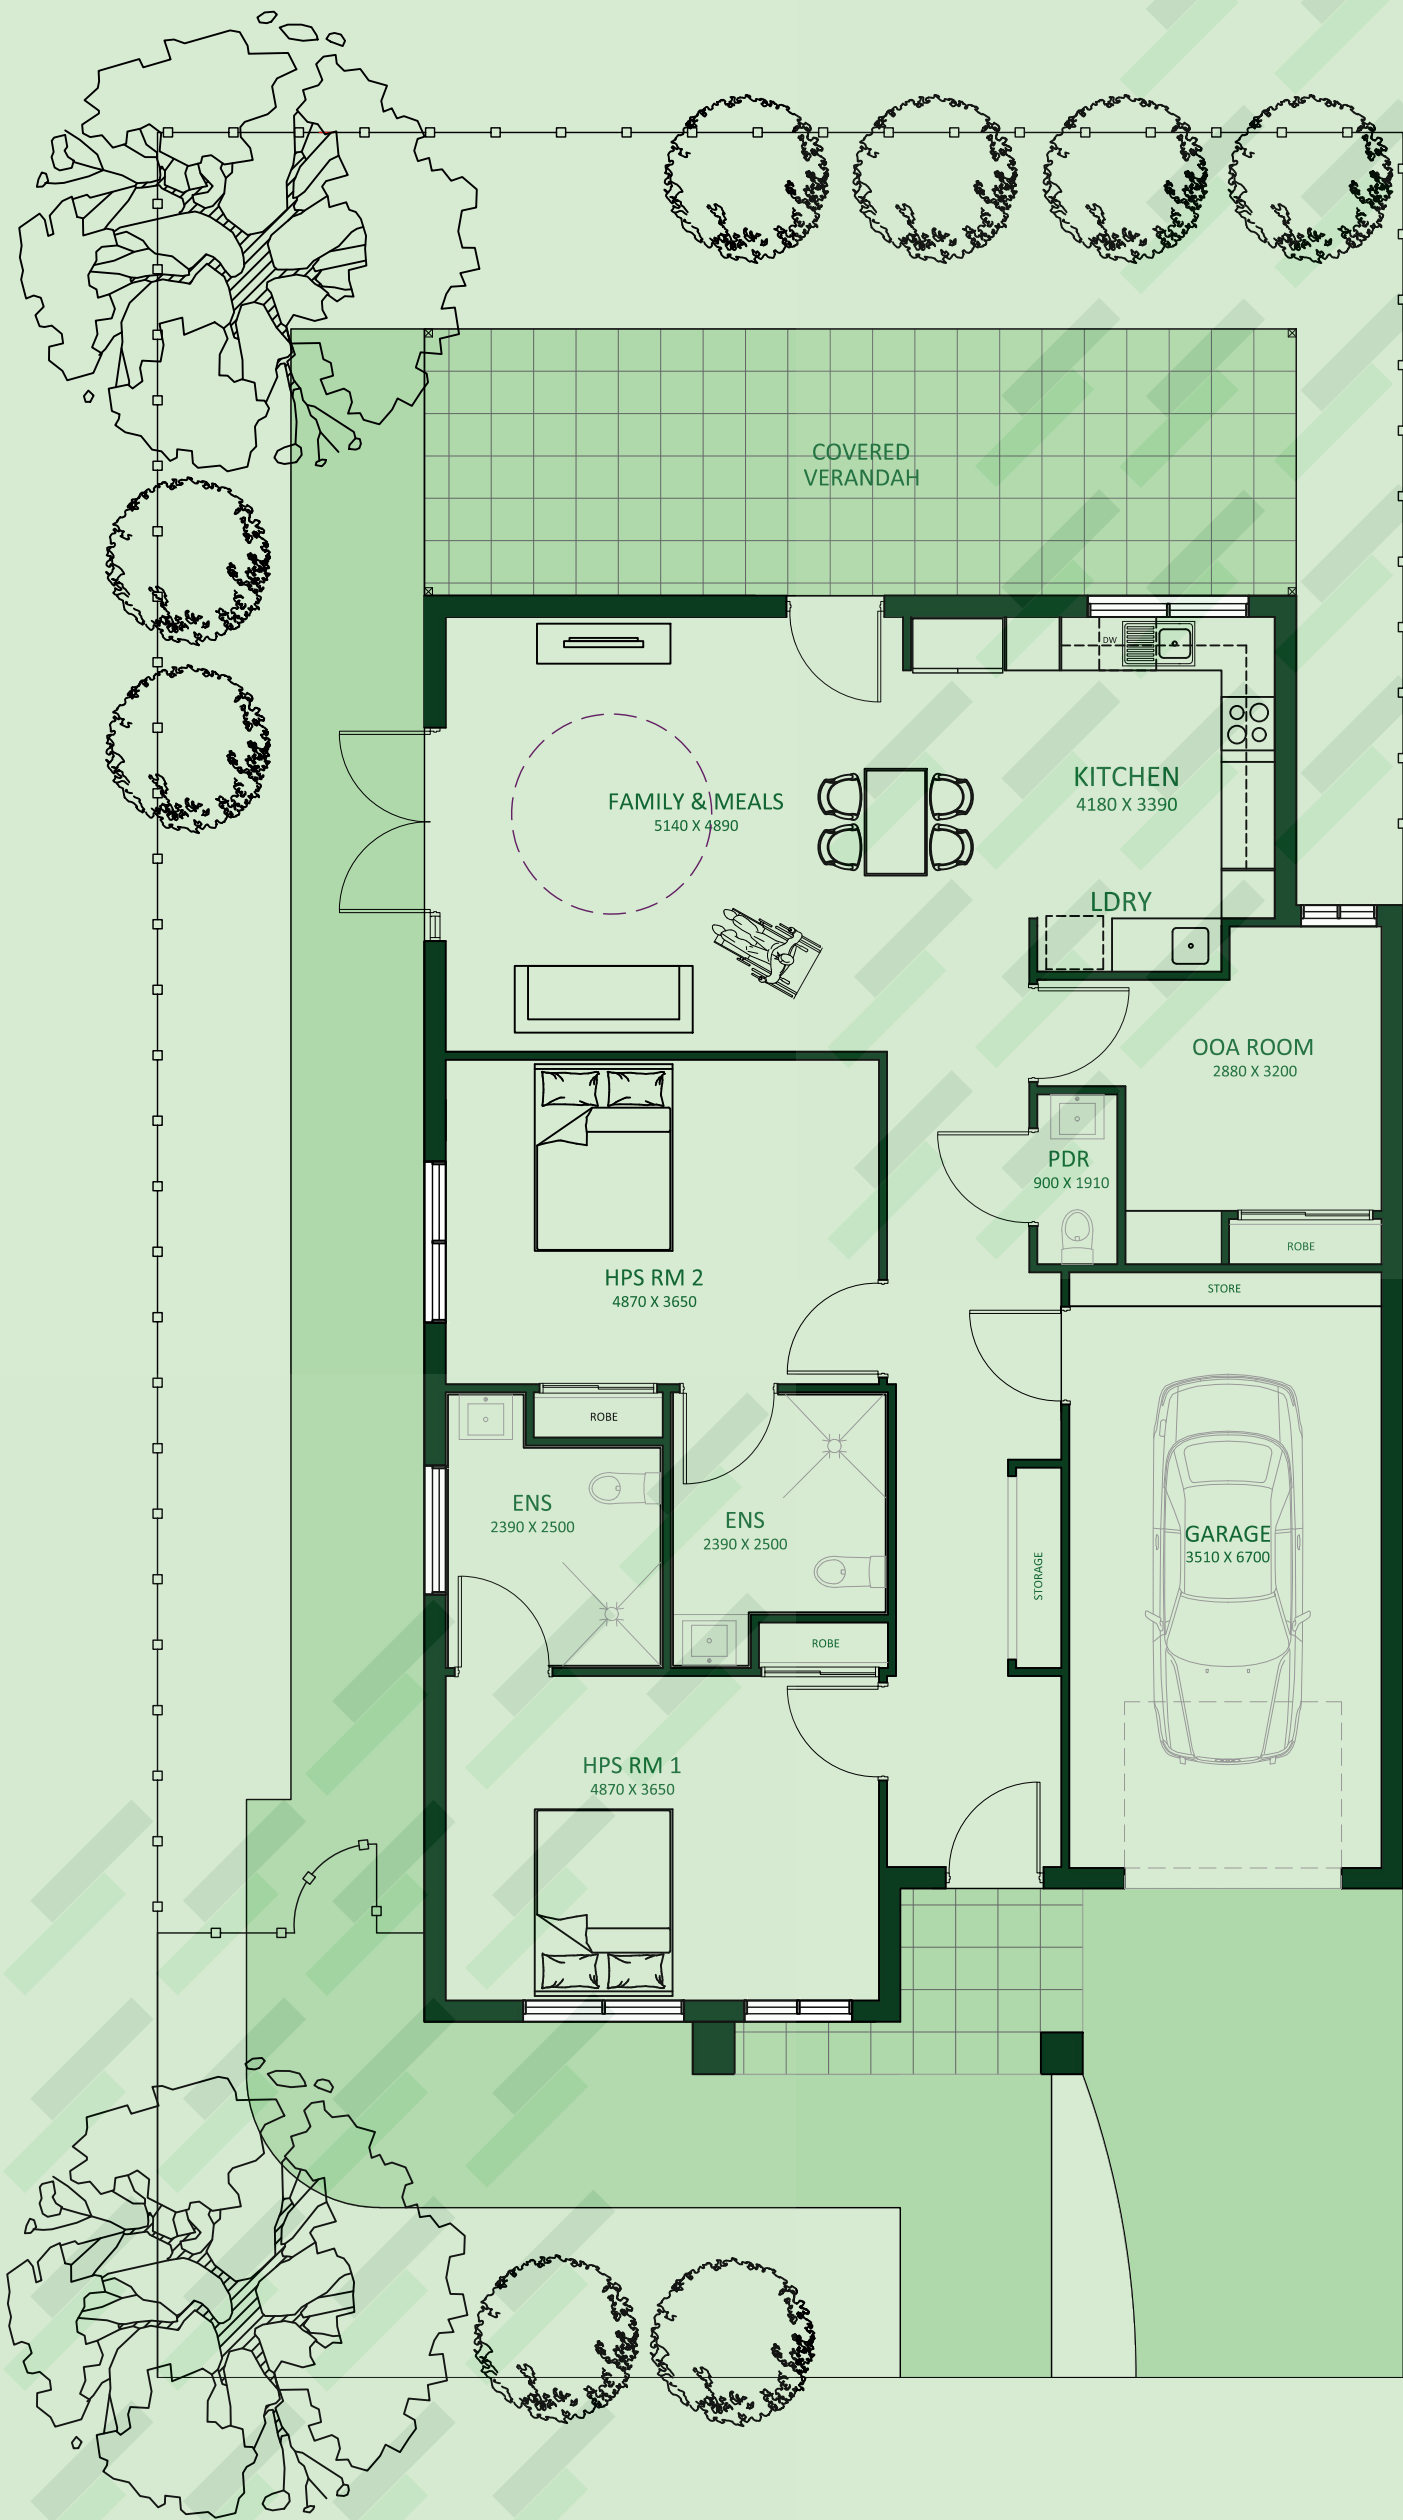 COVERED
VERANDAH
DW
KITCHEN
4180 X 3390
FAMILY & MEALS
5140 X 4890
LDRY
OOA ROOM
2880 X 3200
PDR
900 X 1910
ROBE
HPS RM 2
4870 X 3650
STORE
ROBE
ENS
2390 X 2500
ENS
2390 X 2500
GARAGE
3510 X 6700
STORAGE
ROBE
HPS RM 1
4870 X 3650